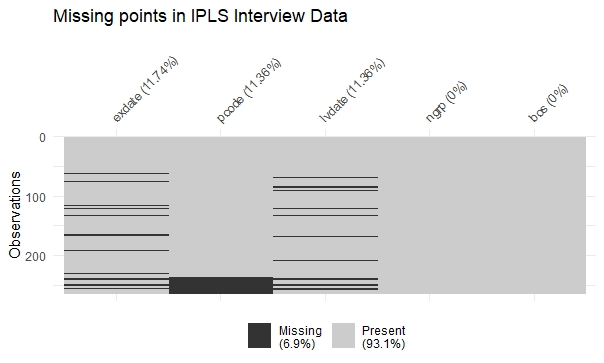 Missing points in IPLS Interview Data
exdate (11.74%)
pcode (11.36%)
lvdate (11.36%)
ngrp (0%)
bcs (0%)
0
100
200
Observations
Missing
(6.9%)
Present
(93.1%)